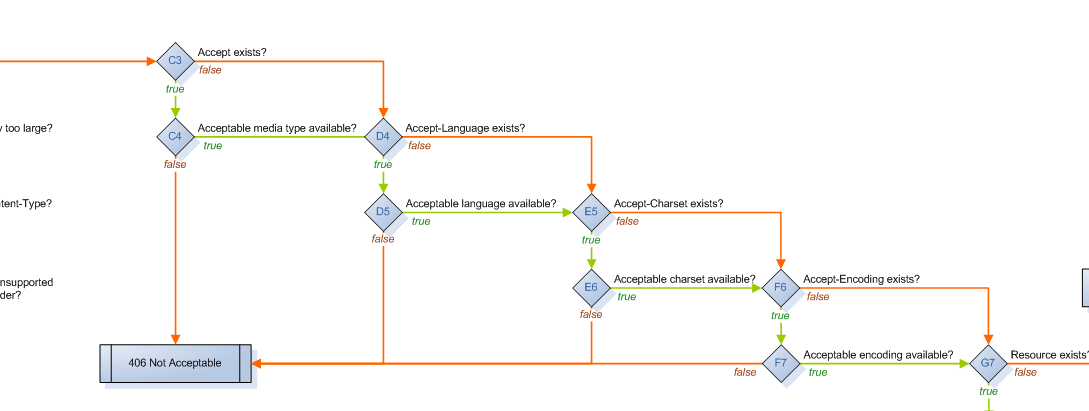 C3 Accept exists?
false
true
y too large?
C4 Acceptable media type available?
true
D4 Accept-Language exists?
false
false
true
tent-Type?
D5 Acceptable language available?
true
E5 Accept-Charset exists?
false
false
true
nsupported
der?
E6 Acceptable charset available?
true
F6 Accept-Encoding exists?
false
false
true
406 Not Acceptable
F7 Acceptable encoding available?
false
true
G7 Resource exists?
false
true